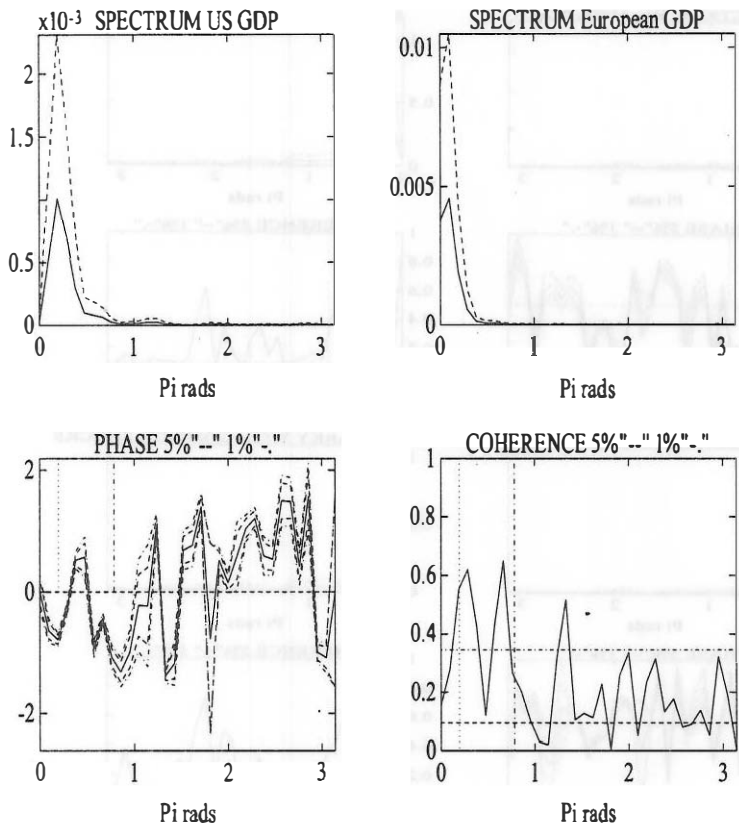 x10-3 SPECTRUM US GDP
2
1.5
1
0.5
0
0 1 2 3
Pi rads
SPECTRUM European GDP
0.01
0.005
0
0 1 2 3
Pi rads
PHASE 5%"--" 1%"-."
2
0
-2
0 1 2 3
Pi rads
COHERENCE 5%"--" 1%"-."
1
0.8
0.6
0.4
0.2
0
0 1 2 3
Pi rads